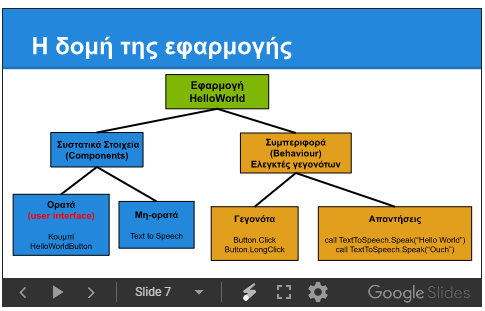 Η δομή της εφαρμογής
Εφαρμογή
HelloWorld
Συστατικά Στοιχεία
(Components)
Συμπεριφορά
(Behaviour)
Ελεγκτές γεγονότων
Ορατά
(user interface)
Κουμπί
HelloWorldButton
Μη-ορατά
Text to Speech
Γεγονότα
Button.Click
Button.LongClick
Απαντήσεις
call TextToSpeech.Speak("Hello World")
call TextToSpeech.Speak("Ouch")
Slide 7
Google Slides